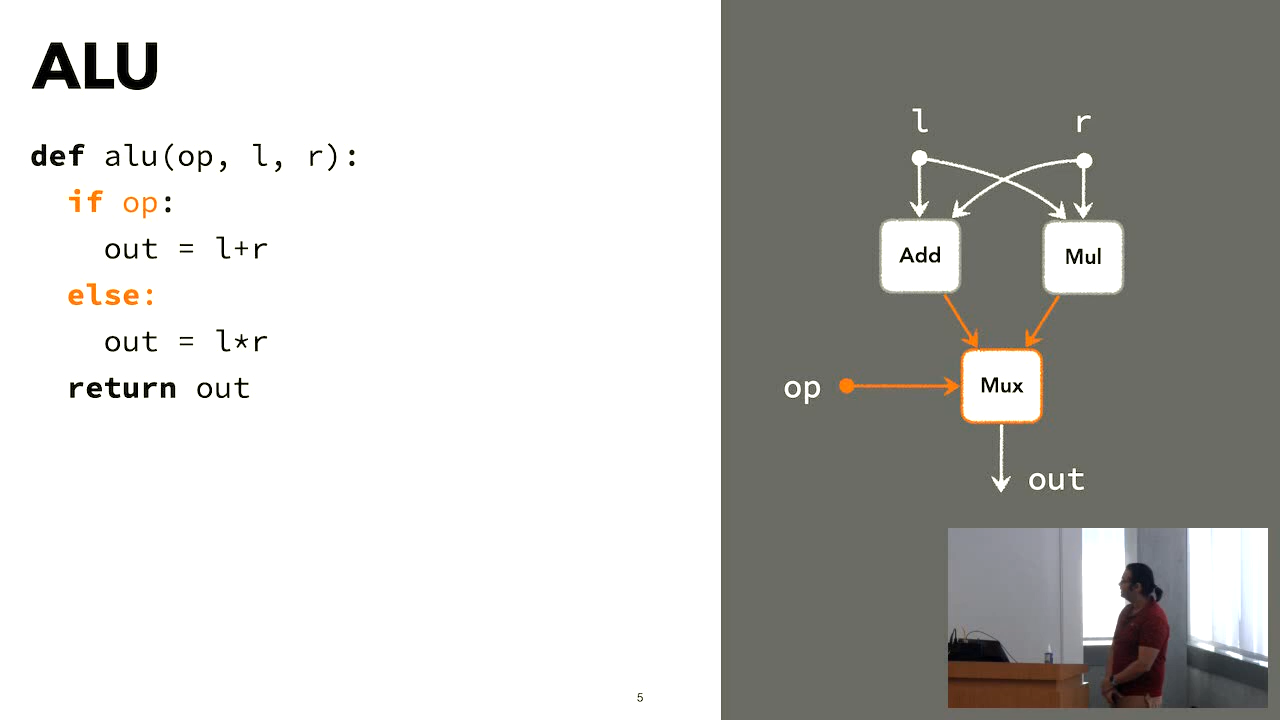 ALU
def alu(op, l, r):
  if op:
    out = l+r
  else:
    out = l*r
  return out
l r
Add Mul
op Mux
out
5